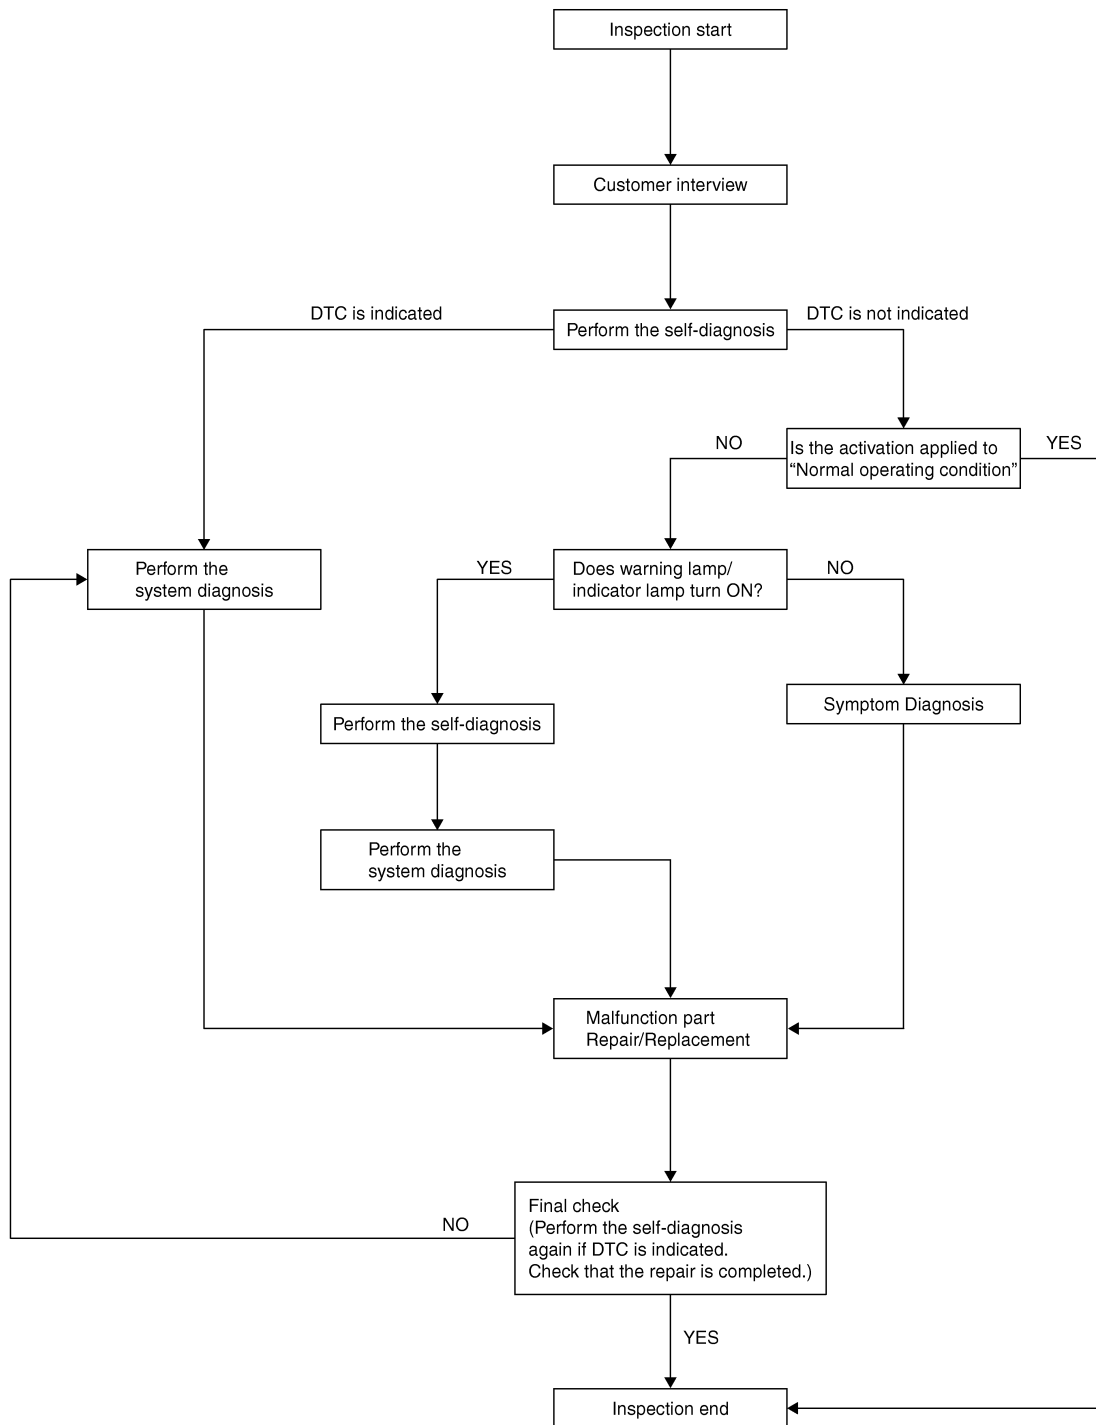 Inspection start
Customer interview
DTC is indicated
Perform the self-diagnosis
DTC is not indicated
NO
Is the activation applied to
“Normal operating condition”
YES
Perform the
system diagnosis
YES
Does warning lamp/
indicator lamp turn ON?
NO
Perform the self-diagnosis
Symptom Diagnosis
Perform the
system diagnosis
Malfunction part
Repair/Replacement
NO
Final check
(Perform the self-diagnosis
again if DTC is indicated.
Check that the repair is completed.)
YES
Inspection end